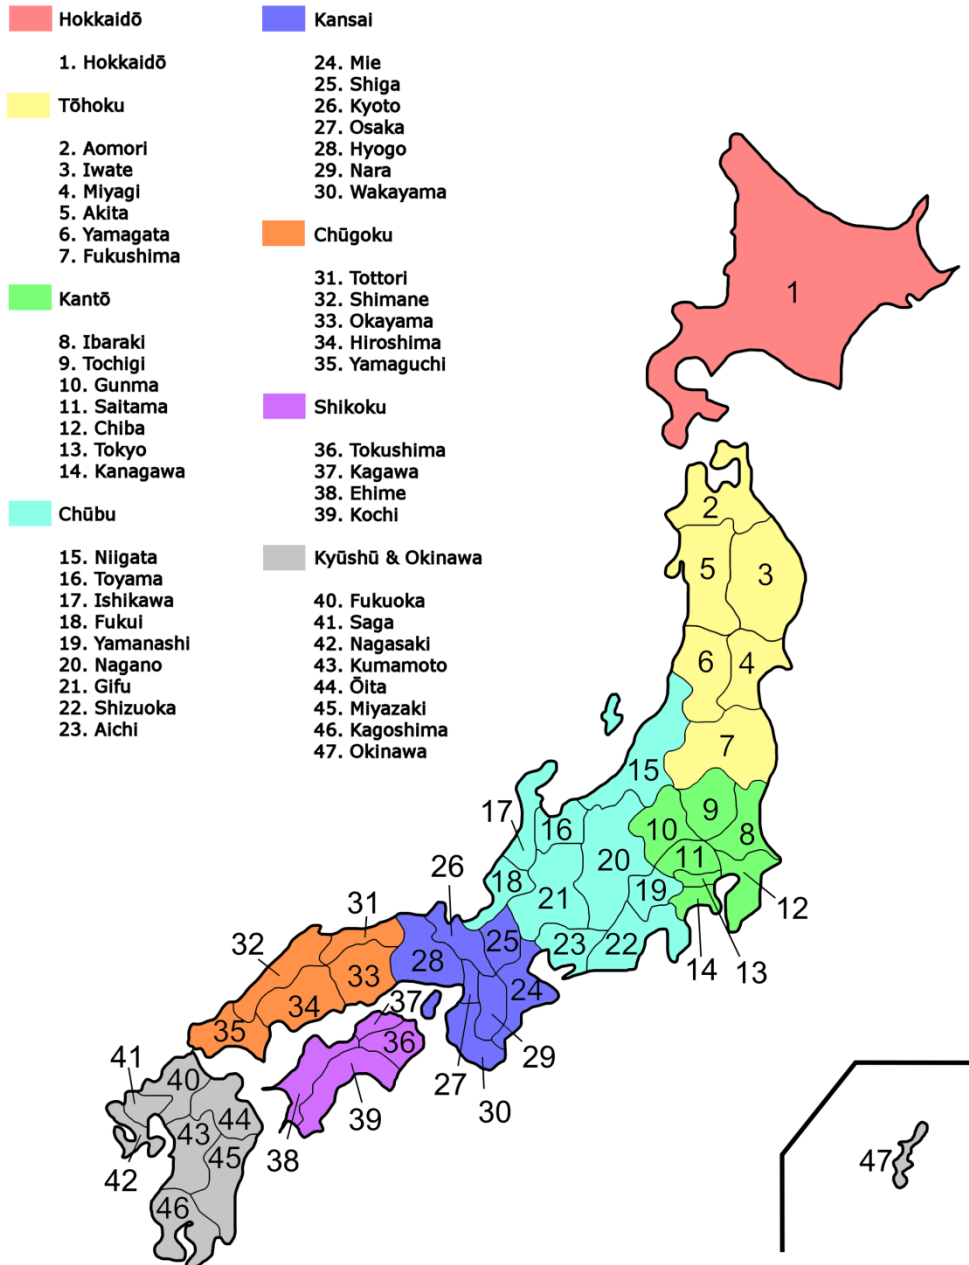 Hokkaidō
1. Hokkaidō
Tōhoku
2. Aomori
3. Iwate
4. Miyagi
5. Akita
6. Yamagata
7. Fukushima
Kantō
8. Ibaraki
9. Tochigi
10. Gunma
11. Saitama
12. Chiba
13. Tokyo
14. Kanagawa
Chūbu
15. Niigata
16. Toyama
17. Ishikawa
18. Fukui
19. Yamanashi
20. Nagano
21. Gifu
22. Shizuoka
23. Aichi
Kansai
24. Mie
25. Shiga
26. Kyoto
27. Osaka
28. Hyogo
29. Nara
30. Wakayama
Chūgoku
31. Tottori
32. Shimane
33. Okayama
34. Hiroshima
35. Yamaguchi
Shikoku
36. Tokushima
37. Kagawa
38. Ehime
39. Kochi
Kyūshū & Okinawa
40. Fukuoka
41. Saga
42. Nagasaki
43. Kumamoto
44. Ōita
45. Miyazaki
46. Kagoshima
47. Okinawa
1
2
5
3
6
4
7
15
9
17
16
10
8
11
20
26
18
19
21
12
31
25
23
22
32
28
14
13
33
24
34
37
35
36
29
41
40
27
30
39
44
43
45
38
42
47
46